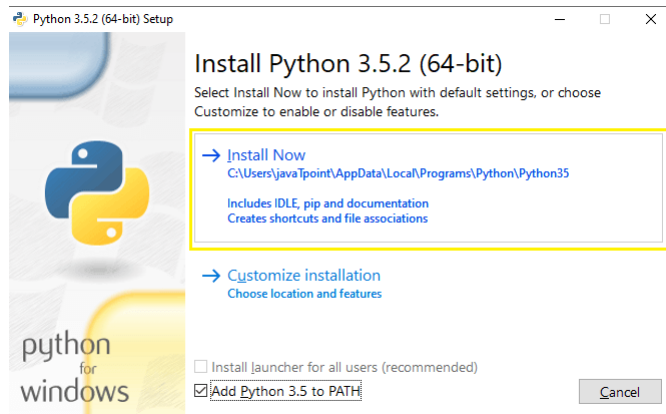 Python 3.5.2 (64-bit) Setup
Install Python 3.5.2 (64-bit)
Select Install Now to install Python with default settings, or choose
Customize to enable or disable features.
Install Now
C:\Users\javaTpoint\AppData\Local\Programs\Python\Python35
Includes IDLE, pip and documentation
Creates shortcuts and file associations
Customize installation
Choose location and features
python
for
windows
Install launcher for all users (recommended)
Add Python 3.5 to PATH
Cancel